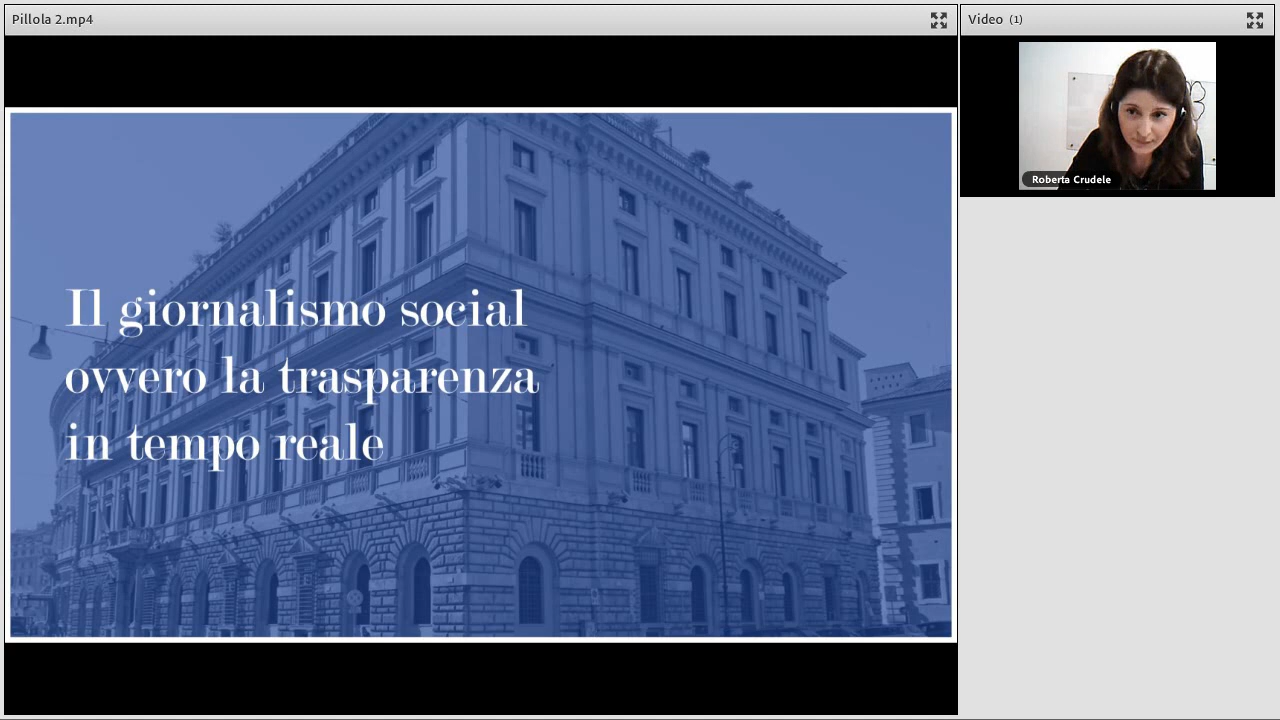 Pillola 2.mp4
Il giornalismo social
ovvero la trasparenza
in tempo reale
Video (1)
Roberta Crudele